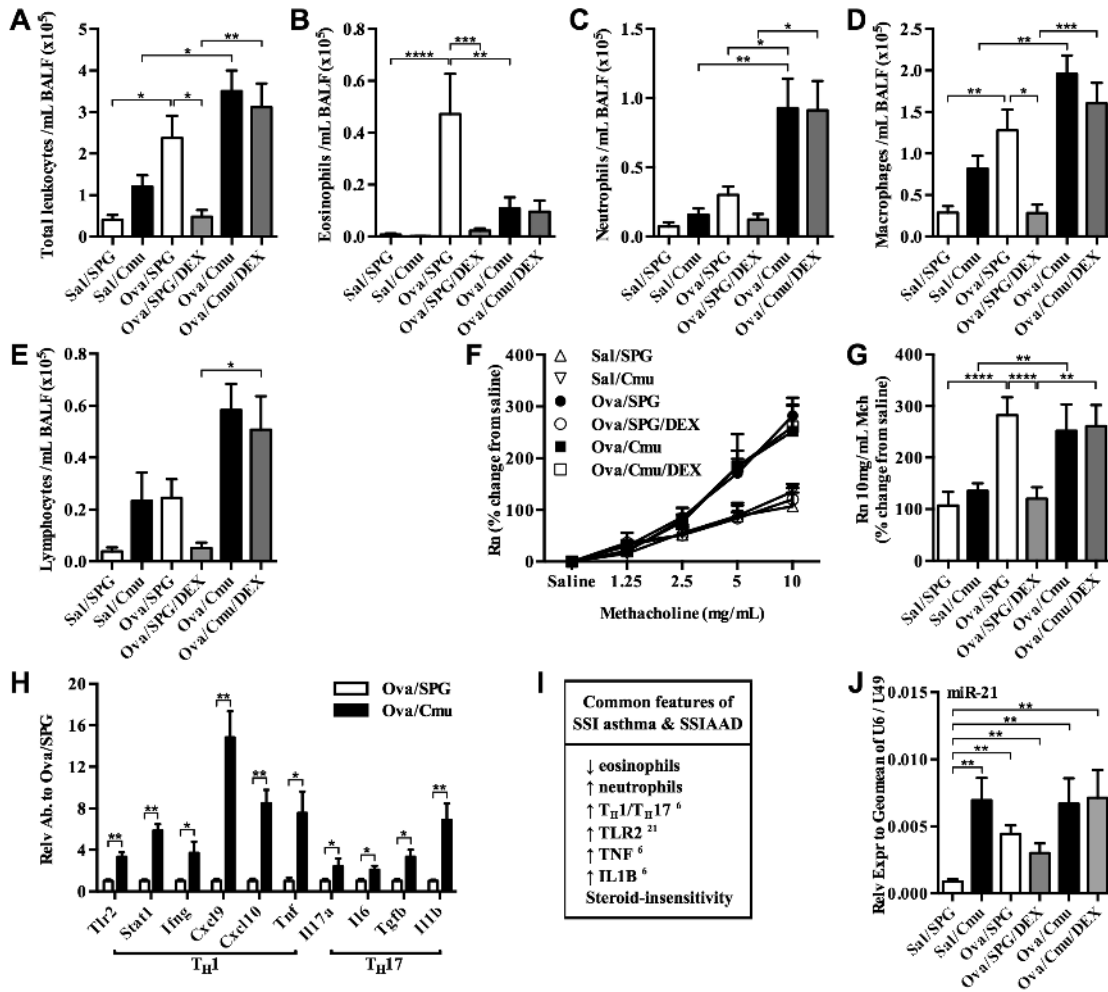 A
Total leukocytes /mL BALF (x10⁵)
5
4
3
2
1
0
*
*
*
**
Sal/SPG
Sal/Cmu
Ova/SPG
Ova/SPG/DEX
Ova/Cmu
Ova/Cmu/DEX
B
Eosinophils /mL BALF (x10⁵)
0.8
0.6
0.4
0.2
0.0
****
***
**
Sal/SPG
Sal/Cmu
Ova/SPG
Ova/SPG/DEX
Ova/Cmu
Ova/Cmu/DEX
C
Neutrophils /mL BALF (x10⁵)
1.5
1.0
0.5
0.0
**
*
*
Sal/SPG
Sal/Cmu
Ova/SPG
Ova/SPG/DEX
Ova/Cmu
Ova/Cmu/DEX
D
Macrophages /mL BALF (x10⁵)
2.5
2.0
1.5
1.0
0.5
0.0
**
*
**
***
Sal/SPG
Sal/Cmu
Ova/SPG
Ova/SPG/DEX
Ova/Cmu
Ova/Cmu/DEX
E
Lymphocytes /mL BALF (x10⁵)
0.8
0.6
0.4
0.2
0.0
*
Sal/SPG
Sal/Cmu
Ova/SPG
Ova/SPG/DEX
Ova/Cmu
Ova/Cmu/DEX
F
Rn (% change from saline)
400
300
200
100
0
Sal/SPG
Sal/Cmu
Ova/SPG
Ova/SPG/DEX
Ova/Cmu
Ova/Cmu/DEX
Saline
1.25
2.5
5
10
Methacholine (mg/mL)
G
Rn 10mg/mL Mch
(% change from saline)
400
300
200
100
0
**
****
****
**
Sal/SPG
Sal/Cmu
Ova/SPG
Ova/SPG/DEX
Ova/Cmu
Ova/Cmu/DEX
H
Relv Ab. to Ova/SPG
20
16
12
8
4
0
Ova/SPG
Ova/Cmu
**
**
*
**
**
*
*
*
*
**
Tlr2
Stat1
Ifng
Cxcl9
Cxcl10
Tnf
Il17a
Il6
Tgfb
Il1b
T_H1
T_H17
I
Common features of
SSI asthma & SSIAAD
↓ eosinophils
↑ neutrophils
↑ T_H1/T_H17 ⁶
↑ TLR2 ²¹
↑ TNF ⁶
↑ IL1B ⁶
Steroid-insensitivity
J
Relv Expr to Geomean of U6 / U49
miR-21
0.015
0.010
0.005
0.000
**
**
**
**
**
Sal/SPG
Sal/Cmu
Ova/SPG
Ova/SPG/DEX
Ova/Cmu
Ova/Cmu/DEX